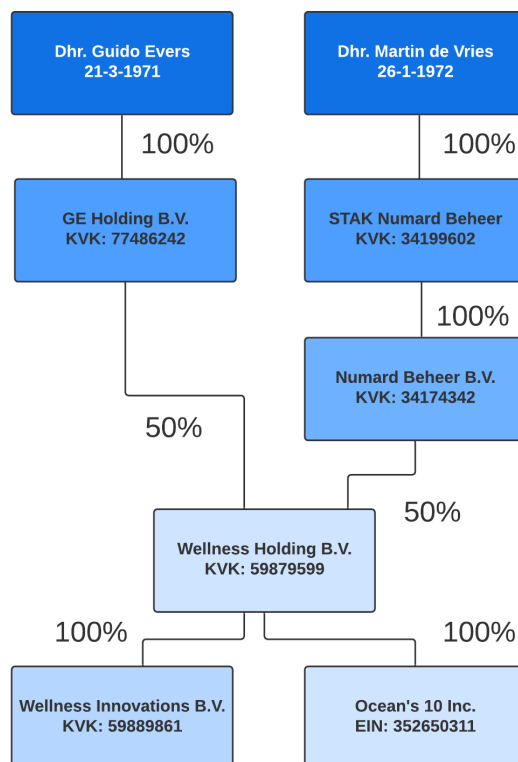 Dhr. Guido Evers
21-3-1971
Dhr. Martin de Vries
26-1-1972
100%
100%
GE Holding B.V.
KVK: 77486242
STAK Numard Beheer
KVK: 34199602
100%
Numard Beheer B.V.
KVK: 34174342
50%
50%
Wellness Holding B.V.
KVK: 59879599
100%
100%
Wellness Innovations B.V.
KVK: 59889861
Ocean's 10 Inc.
EIN: 352650311